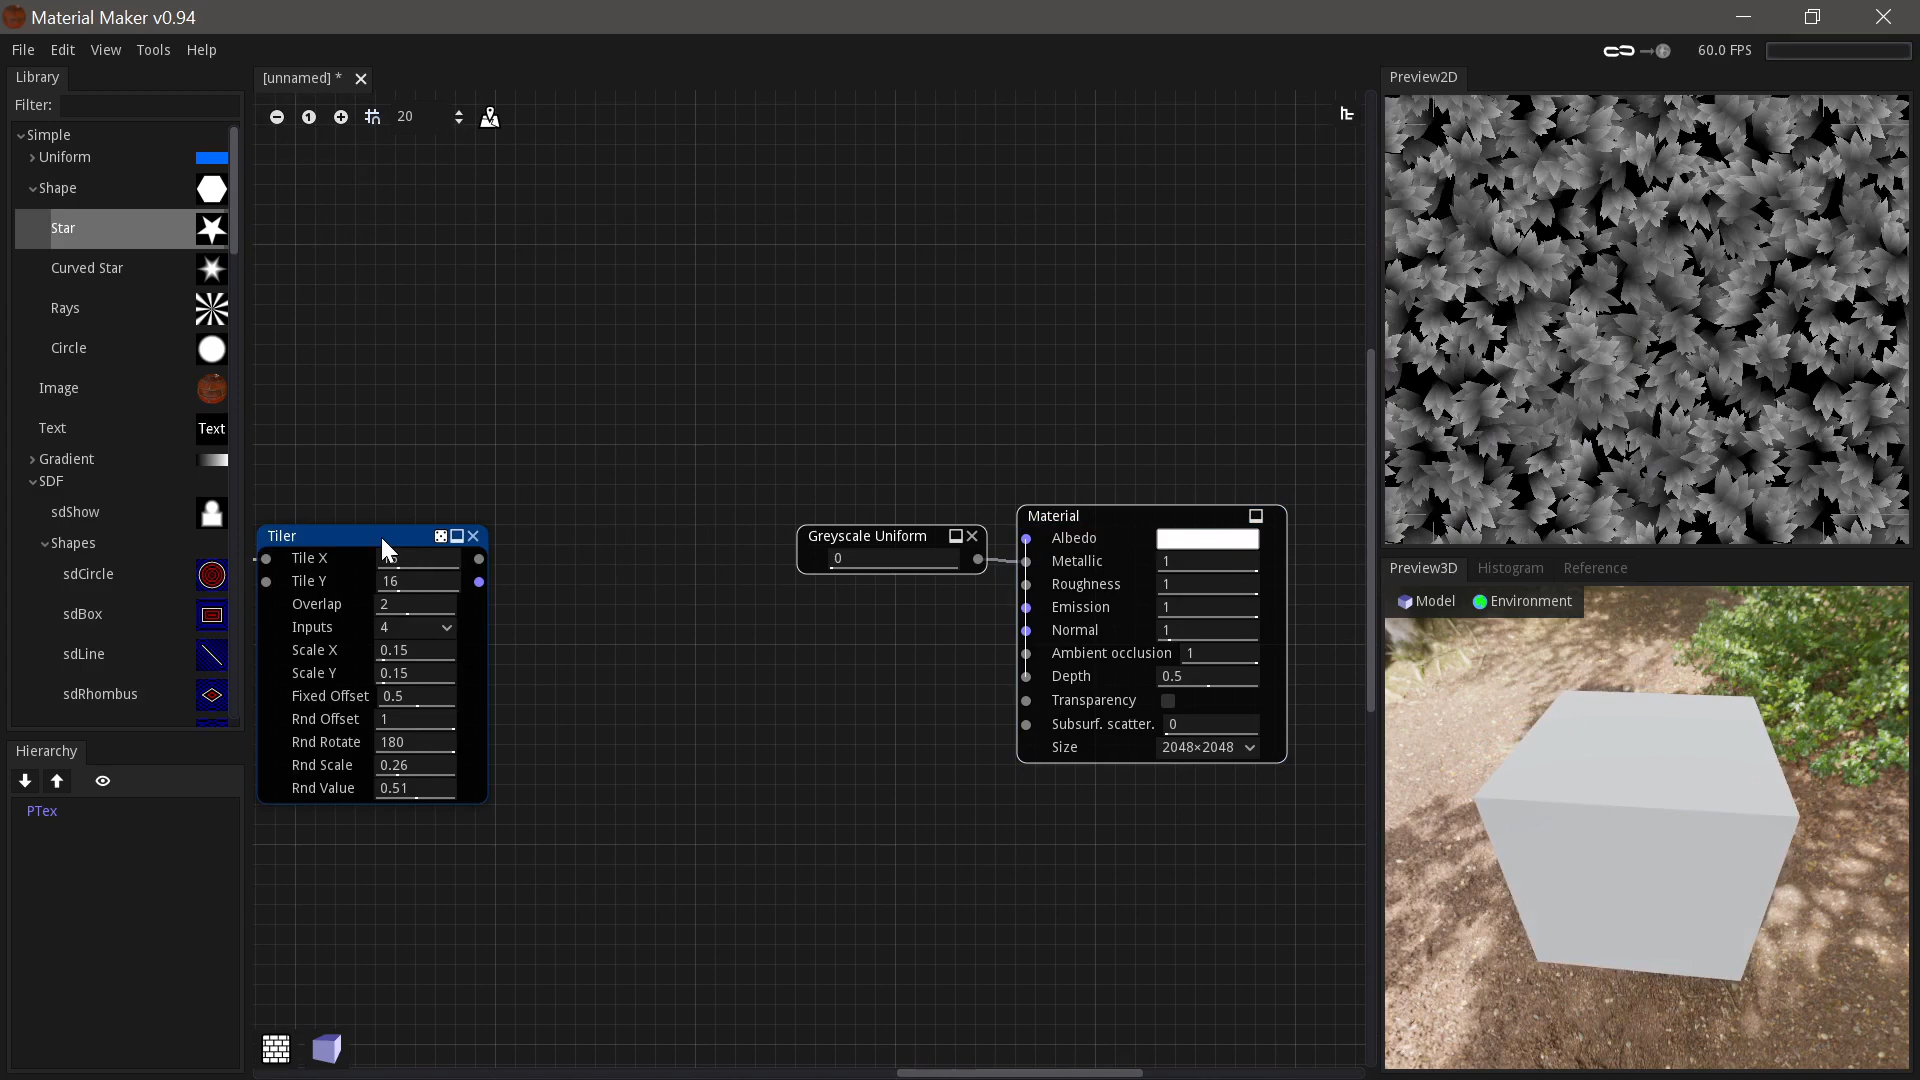 Material Maker v0.94
File Edit View Tools Help
60.0 FPS
Library
Filter:
Simple
Uniform
Shape
Star
Curved Star
Rays
Circle
Image
Text Text
Gradient
SDF
sdShow
Shapes
sdCircle
sdBox
sdLine
sdRhombus
Hierarchy
PTex
[unnamed] *
1 20
Tiler
Tile X
Tile Y 16
Overlap 2
Inputs 4
Scale X 0.15
Scale Y 0.15
Fixed Offset 0.5
Rnd Offset 1
Rnd Rotate 180
Rnd Scale 0.26
Rnd Value 0.51
Greyscale Uniform
0
Material
Albedo
Metallic 1
Roughness 1
Emission 1
Normal 1
Ambient occlusion 1
Depth 0.5
Transparency
Subsurf. scatter. 0
Size 2048×2048
Preview2D
Preview3D Histogram Reference
Model Environment